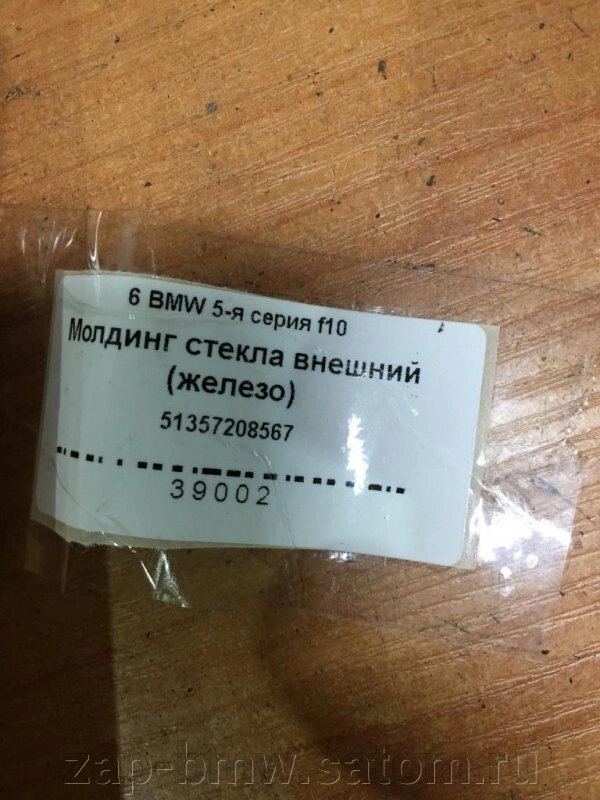 6 BMW 5-я серия f10
Молдинг стекла внешний
(железо)
51357208567
39002
zap-bmw.satom.ru